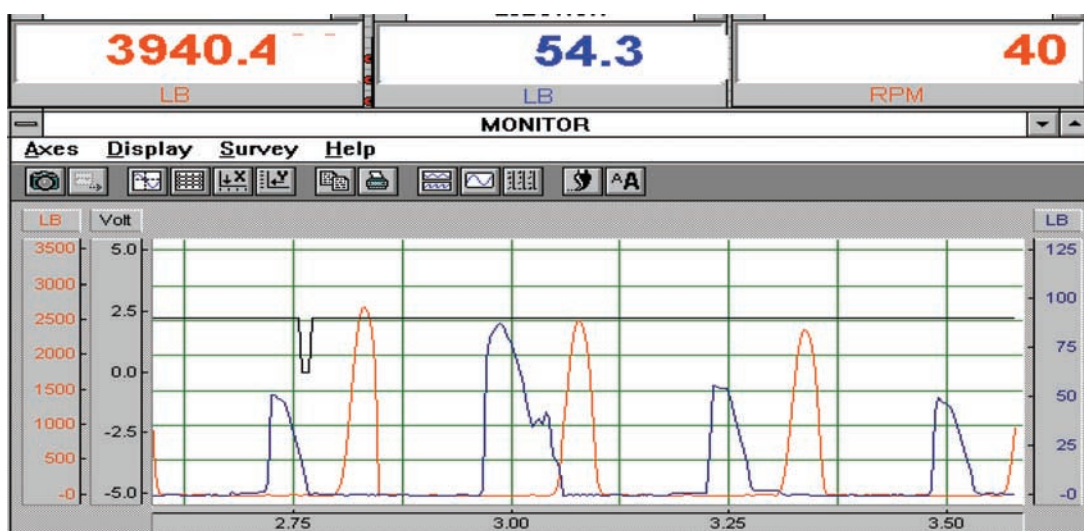 3940.4
54.3
40
LB
LB
RPM
MONITOR
Axes Display Survey Help
AA
LB Volt LB
3500 5.0 125
3000 100
2500 2.5
2000 0.0 75
1500 50
1000 -2.5
500 25
-0 -5.0 -0
2.75 3.00 3.25 3.50